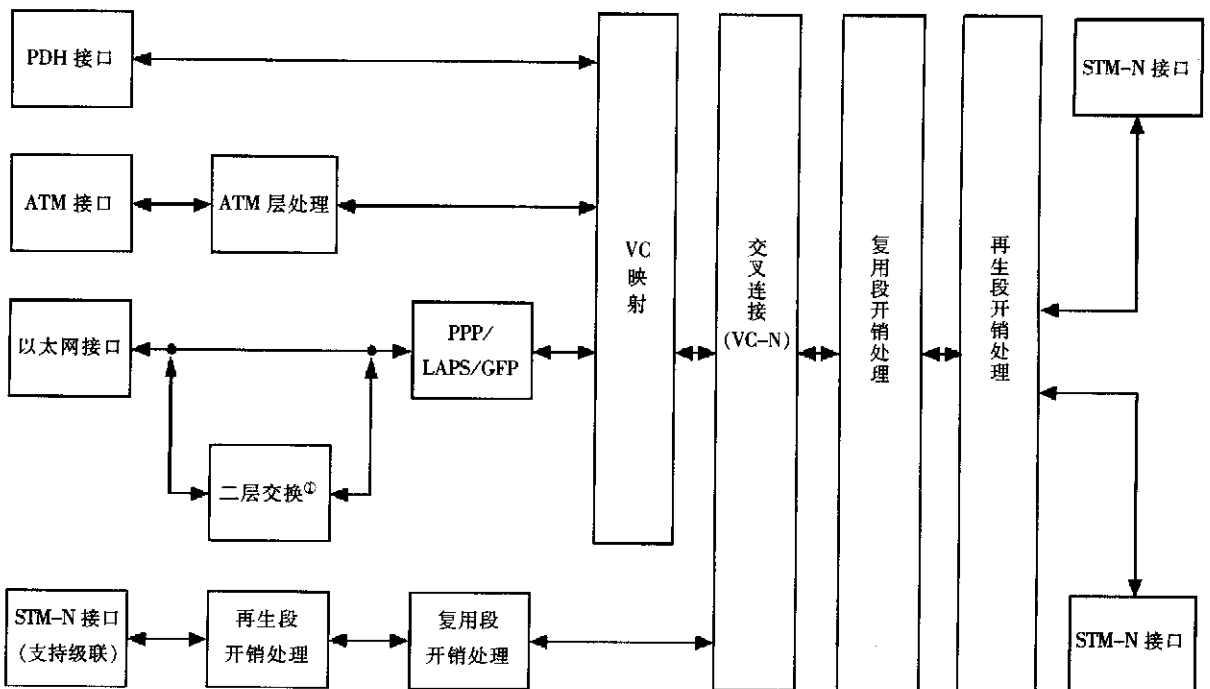 PDH 接口
STM-N 接口
ATM 接口
ATM 层处理
VC
映
射
交
叉
连
接
(VC-N)
复
用
段
开
销
处
理
再
生
段
开
销
处
理
以太网接口
PPP/
LAPS/GFP
二层交换①
STM-N 接口
(支持级联)
再生段
开销处理
复用段
开销处理
STM-N 接口